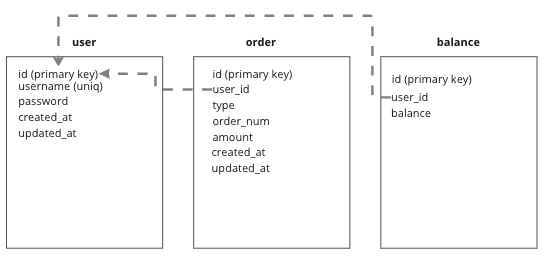 user
id (primary key)
username (uniq)
password
created_at
updated_at
order
id (primary key)
user_id
type
order_num
amount
created_at
updated_at
balance
id (primary key)
user_id
balance